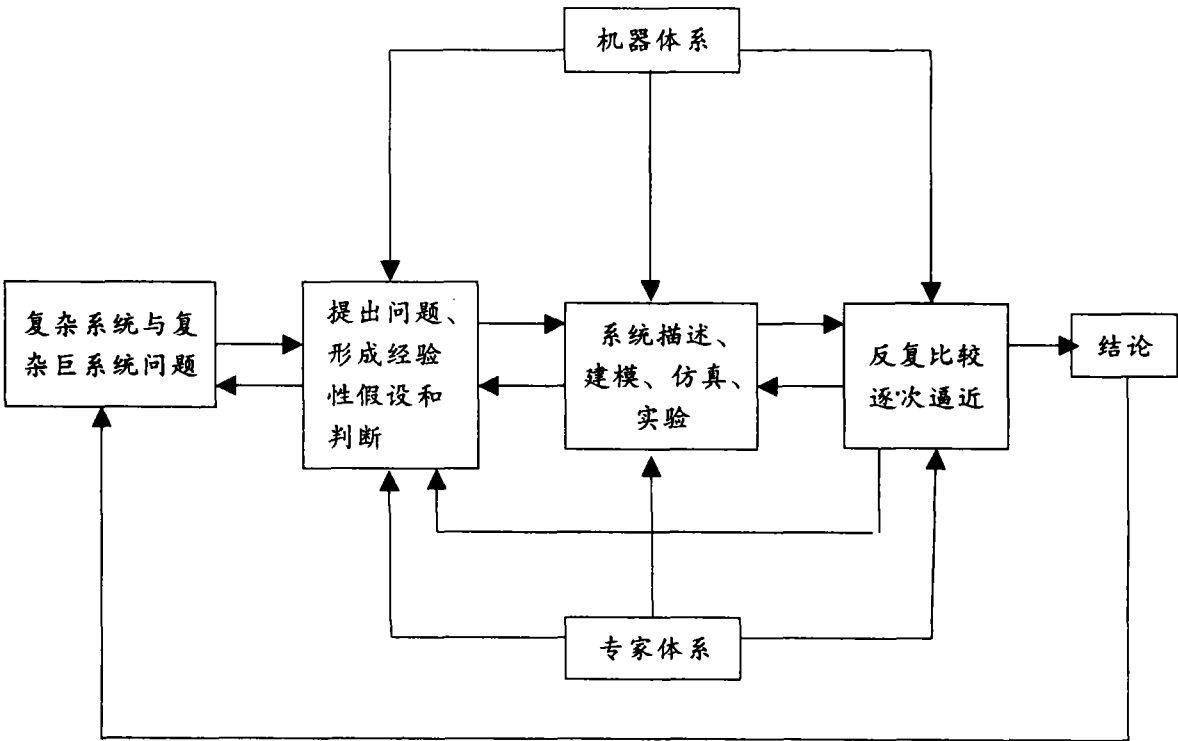 机器体系
复杂系统与复
杂巨系统问题
提出问题、
形成经验
性假设和
判断
系统描述、
建模、仿真、
实验
反复比较
逐次逼近
结论
专家体系